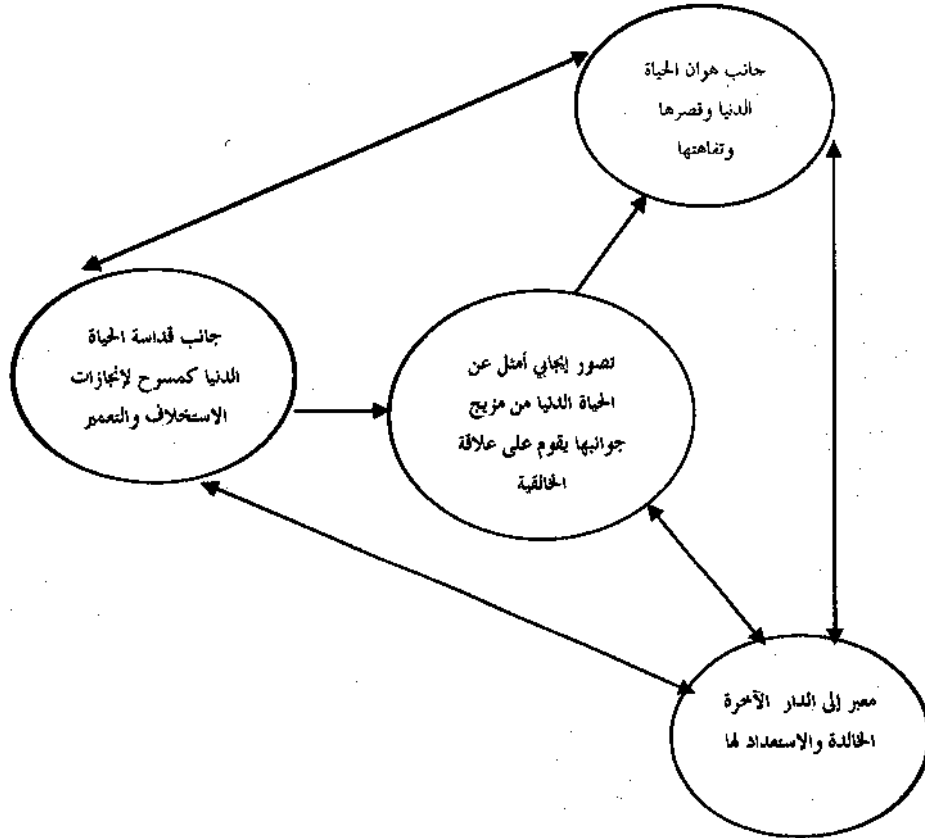 جانب هوان الحياة
الدنيا وقصرها
وتفاهتها
جانب قداسة الحياة
الدنيا كمسرح لإنجازات
الاستخلاف والتعمير
تصور إيجابي أمثل عن
الحياة الدنيا من مزيج
جوانبها يقوم على علاقة
الخالقية
معبر إلى الدار الآخرة
الخالدة والاستعداد لها